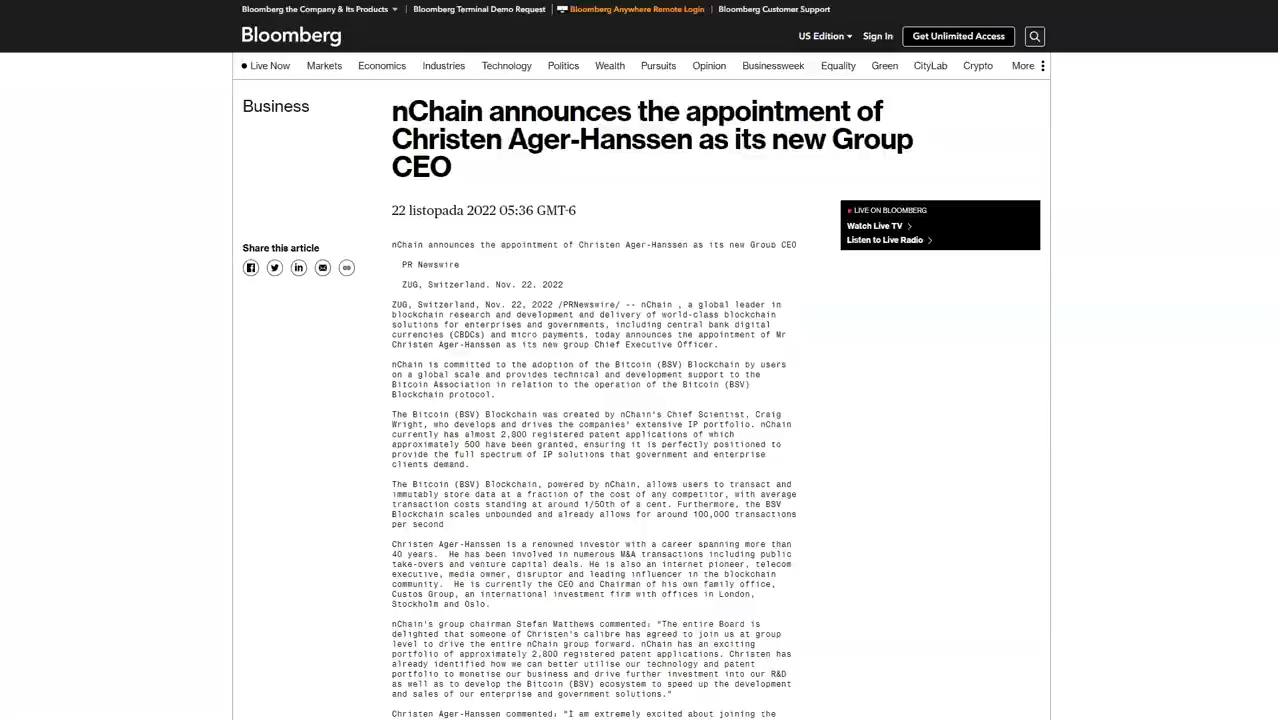 Bloomberg the Company & Its Products | Bloomberg Terminal Demo Request | Bloomberg Anywhere Remote Login | Bloomberg Customer Support
Bloomberg US Edition Sign In Get Unlimited Access
Live Now Markets Economics Industries Technology Politics Wealth Pursuits Opinion Businessweek Equality Green CityLab Crypto More
Business
nChain announces the appointment of
Christen Ager-Hanssen as its new Group
CEO
22 listopada 2022 05:36 GMT-6
LIVE ON BLOOMBERG
Watch Live TV
Listen to Live Radio
Share this article
nChain announces the appointment of Christen Ager-Hanssen as its new Group CEO
PR Newswire
ZUG, Switzerland, Nov. 22, 2022
ZUG, Switzerland, Nov. 22, 2022 /PRNewswire/ -- nChain , a global leader in
blockchain research and development and delivery of world-class blockchain
solutions for enterprises and governments, including central bank digital
currencies (CBDCs) and micro payments, today announces the appointment of Mr
Christen Ager-Hanssen as its new group Chief Executive Officer.
nChain is committed to the adoption of the Bitcoin (BSV) Blockchain by users
on a global scale and provides technical and development support to the
Bitcoin Association in relation to the operation of the Bitcoin (BSV)
Blockchain protocol.
The Bitcoin (BSV) Blockchain was created by nChain's Chief Scientist, Craig
Wright, who develops and drives the companies' extensive IP portfolio. nChain
currently has almost 2,800 registered patent applications of which
approximately 500 have been granted, ensuring it is perfectly positioned to
provide the full spectrum of IP solutions that government and enterprise
clients demand.
The Bitcoin (BSV) Blockchain, powered by nChain, allows users to transact and
immutably store data at a fraction of the cost of any competitor, with average
transaction costs standing at around 1/50th of a cent. Furthermore, the BSV
Blockchain scales unbounded and already allows for around 100,000 transactions
per second
Christen Ager-Hanssen is a renowned investor with a career spanning more than
40 years. He has been involved in numerous M&A transactions including public
take-overs and venture capital deals. He is also an internet pioneer, telecom
executive, media owner, disruptor and leading influencer in the blockchain
community. He is currently the CEO and Chairman of his own family office,
Custos Group, an international investment firm with offices in London,
Stockholm and Oslo.
nChain's group chairman Stefan Matthews commented: "The entire Board is
delighted that someone of Christen's calibre has agreed to join us at group
level to drive the entire nChain group forward. nChain has an exciting
portfolio of approximately 2,800 registered patent applications. Christen has
already identified how we can better utilise our technology and patent
portfolio to monetise our business and drive further investment into our R&D
as well as to develop the Bitcoin (BSV) ecosystem to speed up the development
and sales of our enterprise and government solutions."
Christen Ager-Hanssen commented: "I am extremely excited about joining the